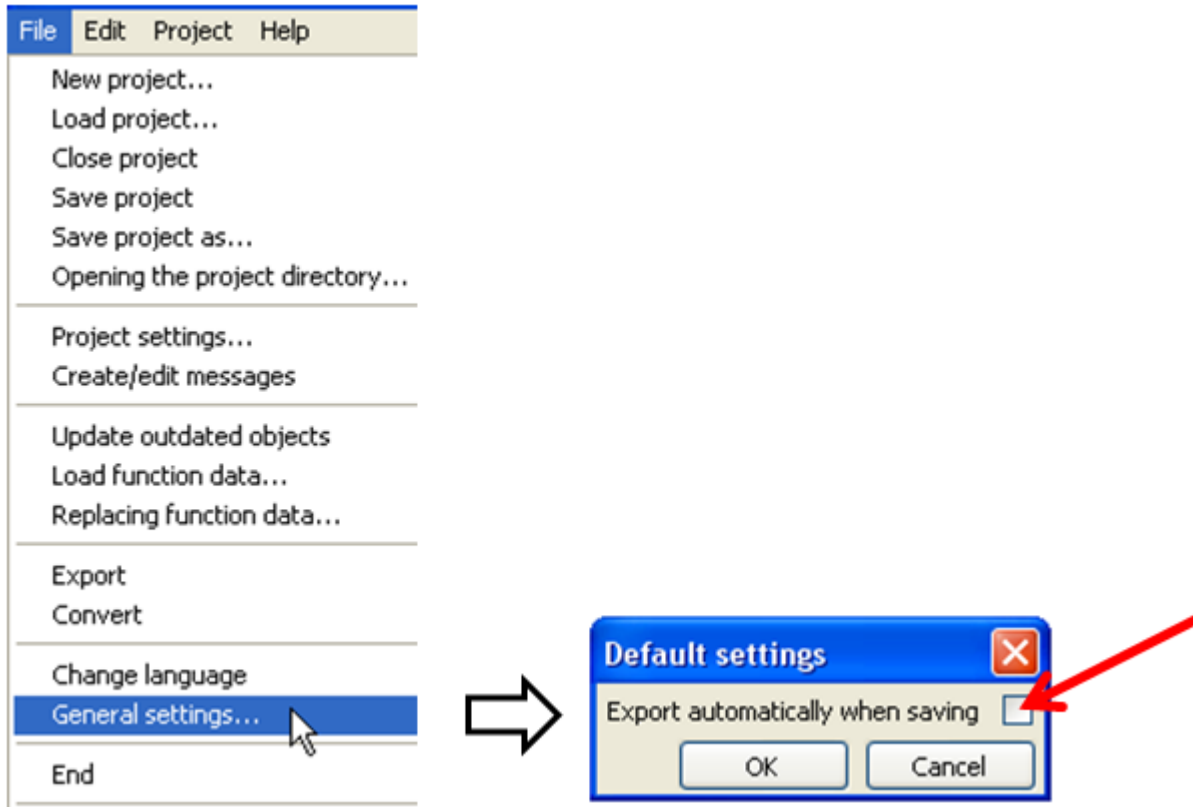 File Edit Project Help
New project...
Load project...
Close project
Save project
Save project as...
Opening the project directory...
Project settings...
Create/edit messages
Update outdated objects
Load function data...
Replacing function data...
Export
Convert
Change language
General settings...
End
Default settings
Export automatically when saving
OK Cancel